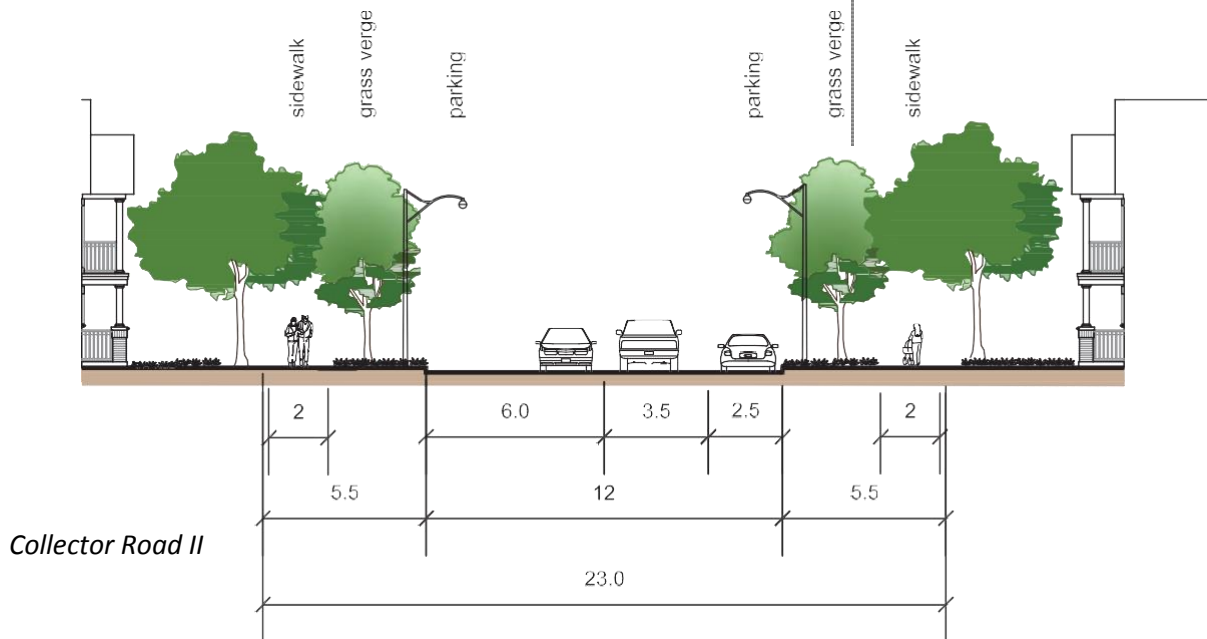 sidewalk
grass verge
parking
parking
grass verge
sidewalk
2
6.0
3.5
2.5
2
5.5
12
5.5
Collector Road II
23.0